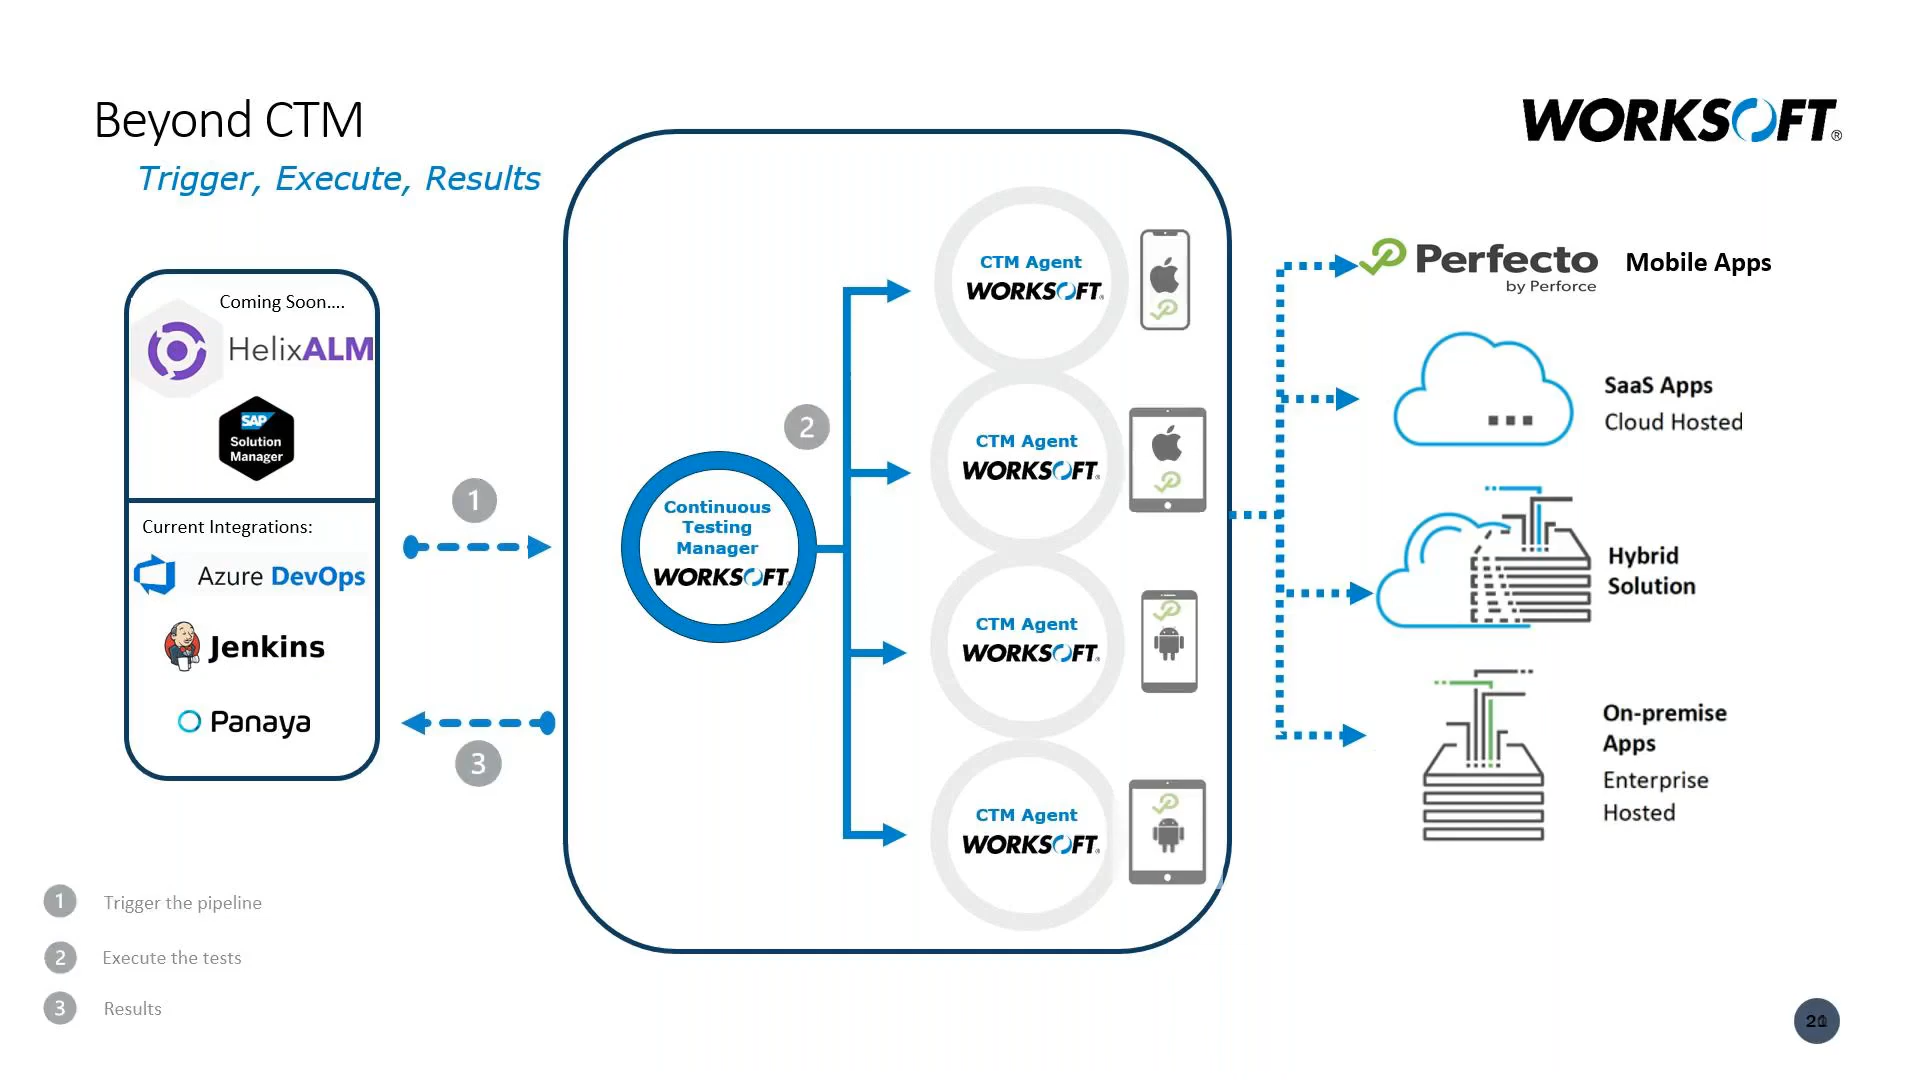 Beyond CTM
Trigger, Execute, Results
WORKSOFT®
Coming Soon....
HelixALM
SAP
Solution
Manager
Current Integrations:
Azure DevOps
Jenkins
Panaya
1
3
Continuous
Testing
Manager
WORKSOFT®
2
CTM Agent
WORKSOFT®
CTM Agent
WORKSOFT®
CTM Agent
WORKSOFT®
CTM Agent
WORKSOFT®
Perfecto
by Perforce
Mobile Apps
SaaS Apps
Cloud Hosted
Hybrid
Solution
On-premise
Apps
Enterprise
Hosted
1 Trigger the pipeline
2 Execute the tests
3 Results